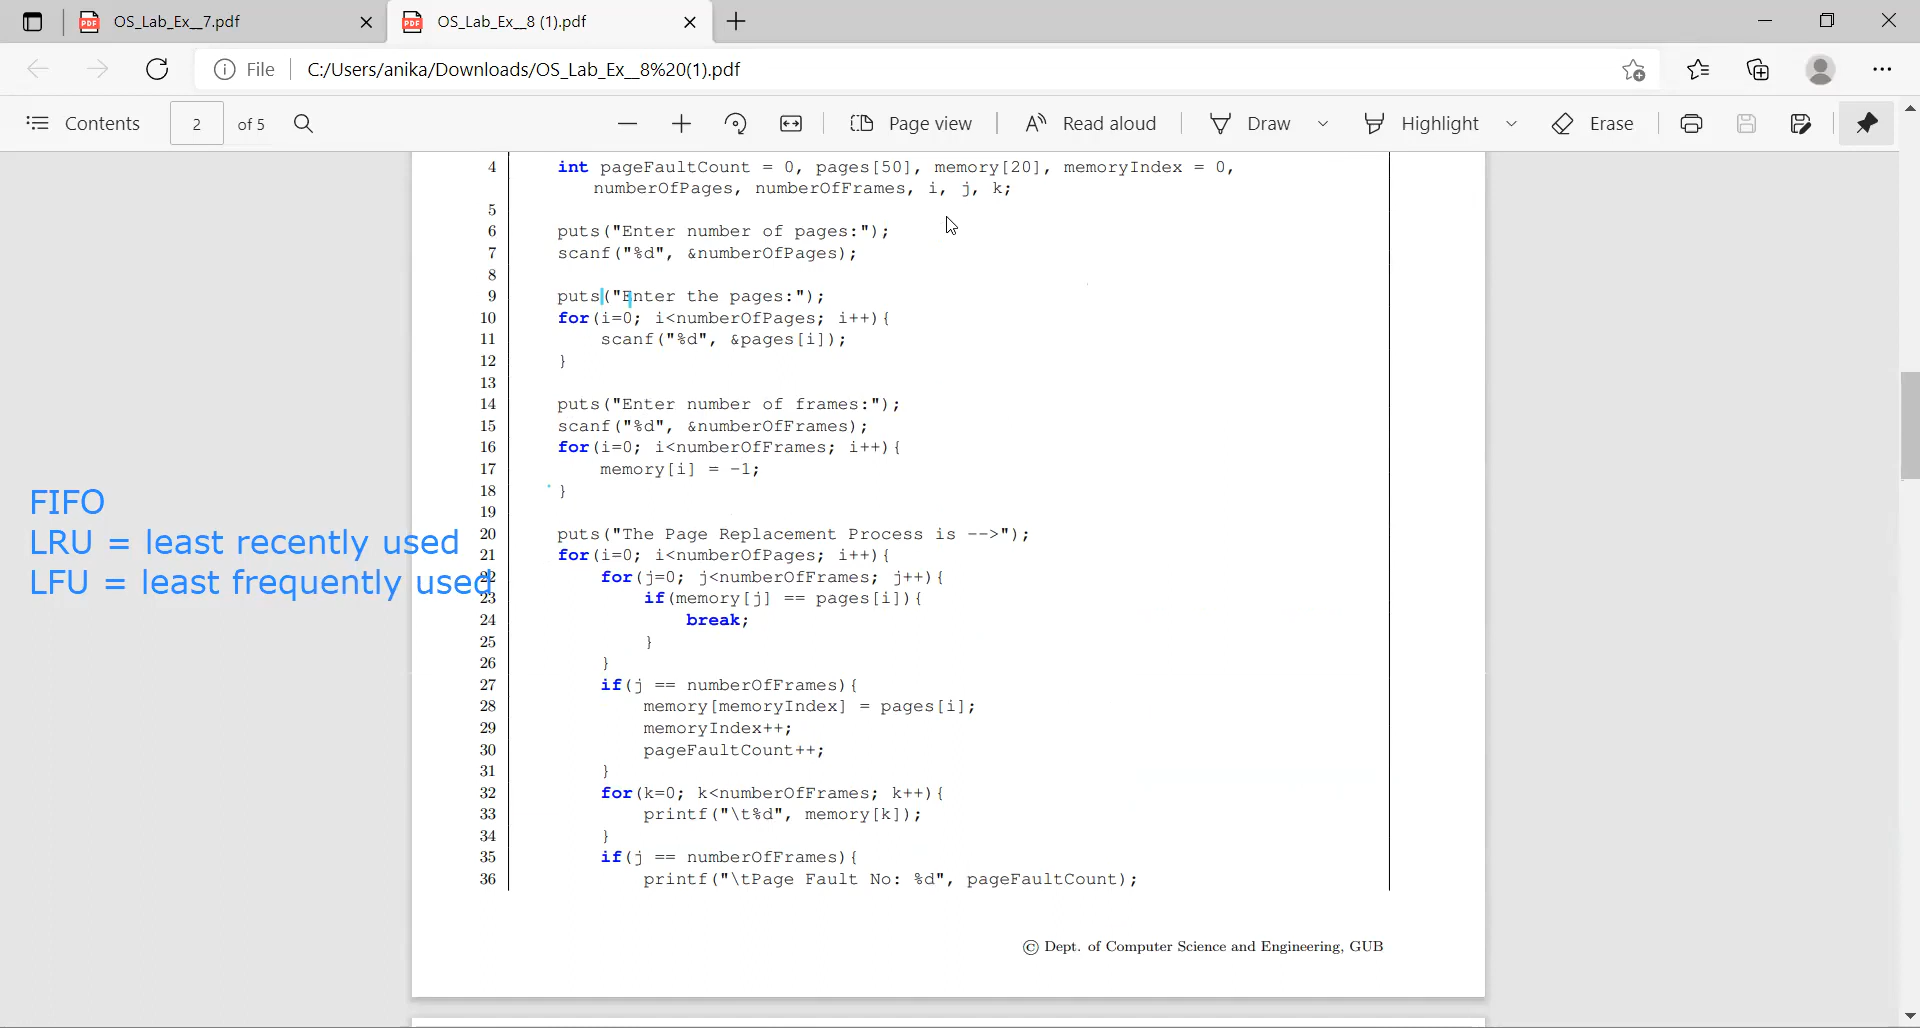 OS_Lab_Ex__7.pdf
OS_Lab_Ex__8 (1).pdf
File
C:/Users/anika/Downloads/OS_Lab_Ex__8%20(1).pdf
Contents
2
of 5
Page view
Read aloud
Draw
Highlight
Erase
4 int pageFaultCount = 0, pages[50], memory[20], memoryIndex = 0,
numberOfPages, numberOfFrames, i, j, k;
5
6 puts("Enter number of pages:");
7 scanf("%d", &numberOfPages);
8
9 puts("Enter the pages:");
10 for(i=0; i<numberOfPages; i++){
11 scanf("%d", &pages[i]);
12 }
13
14 puts("Enter number of frames:");
15 scanf("%d", &numberOfFrames);
16 for(i=0; i<numberOfFrames; i++){
17 memory[i] = -1;
18 }
19
20 puts("The Page Replacement Process is -->");
21 for(i=0; i<numberOfPages; i++){
22 for(j=0; j<numberOfFrames; j++){
23 if(memory[j] == pages[i]){
24 break;
25 }
26 }
27 if(j == numberOfFrames){
28 memory[memoryIndex] = pages[i];
29 memoryIndex++;
30 pageFaultCount++;
31 }
32 for(k=0; k<numberOfFrames; k++){
33 printf("\t%d", memory[k]);
34 }
35 if(j == numberOfFrames){
36 printf("\tPage Fault No: %d", pageFaultCount);
FIFO
LRU = least recently used
LFU = least frequently used
© Dept. of Computer Science and Engineering, GUB